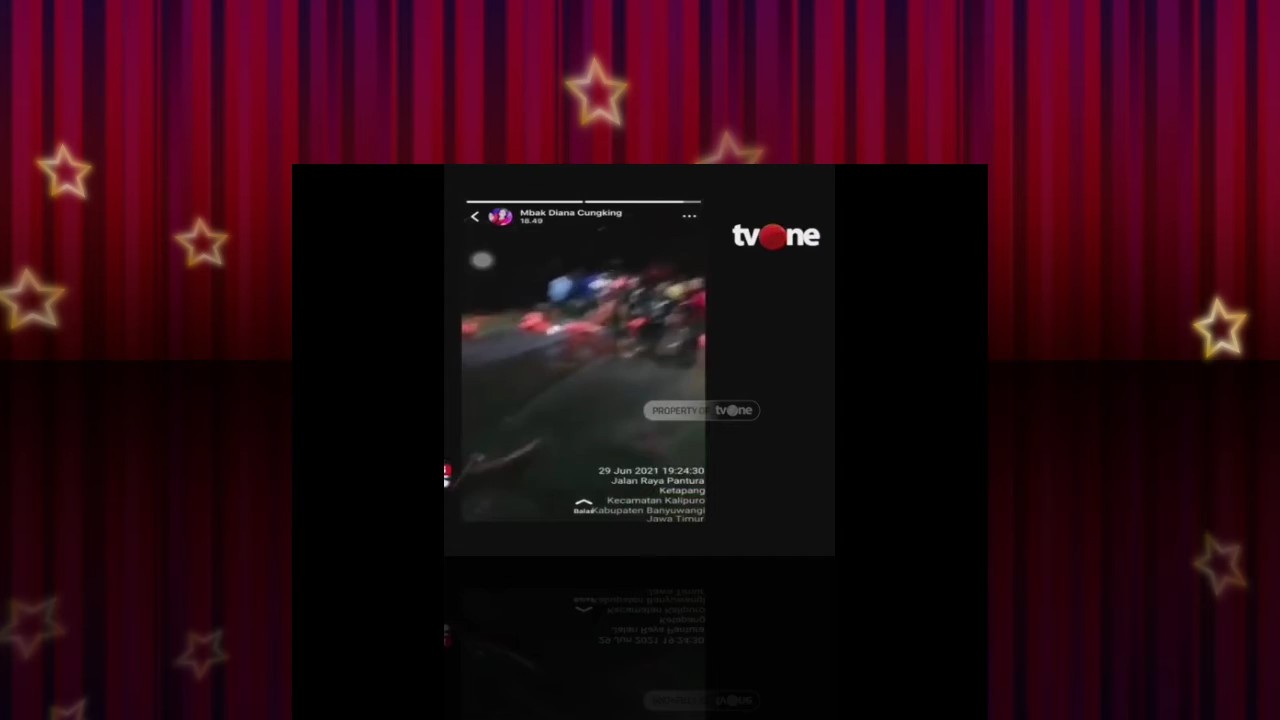 Mbak Diana Cungking
18.49
tvOne
PROPERTY OF tvOne
29 Jun 2021 19:24:30
Jalan Raya Pantura
Ketapang
Kecamatan Kalipuro
Balas
Kabupaten Banyuwangi
Jawa Timur